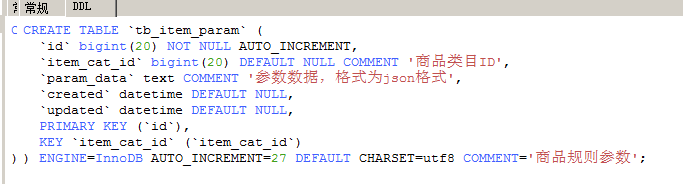 常规 DDL
CREATE TABLE `tb_item_param` (
`id` bigint(20) NOT NULL AUTO_INCREMENT,
`item_cat_id` bigint(20) DEFAULT NULL COMMENT '商品类目ID',
`param_data` text COMMENT '参数数据，格式为json格式',
`created` datetime DEFAULT NULL,
`updated` datetime DEFAULT NULL,
PRIMARY KEY (`id`),
KEY `item_cat_id` (`item_cat_id`)
) ENGINE=InnoDB AUTO_INCREMENT=27 DEFAULT CHARSET=utf8 COMMENT='商品规则参数';